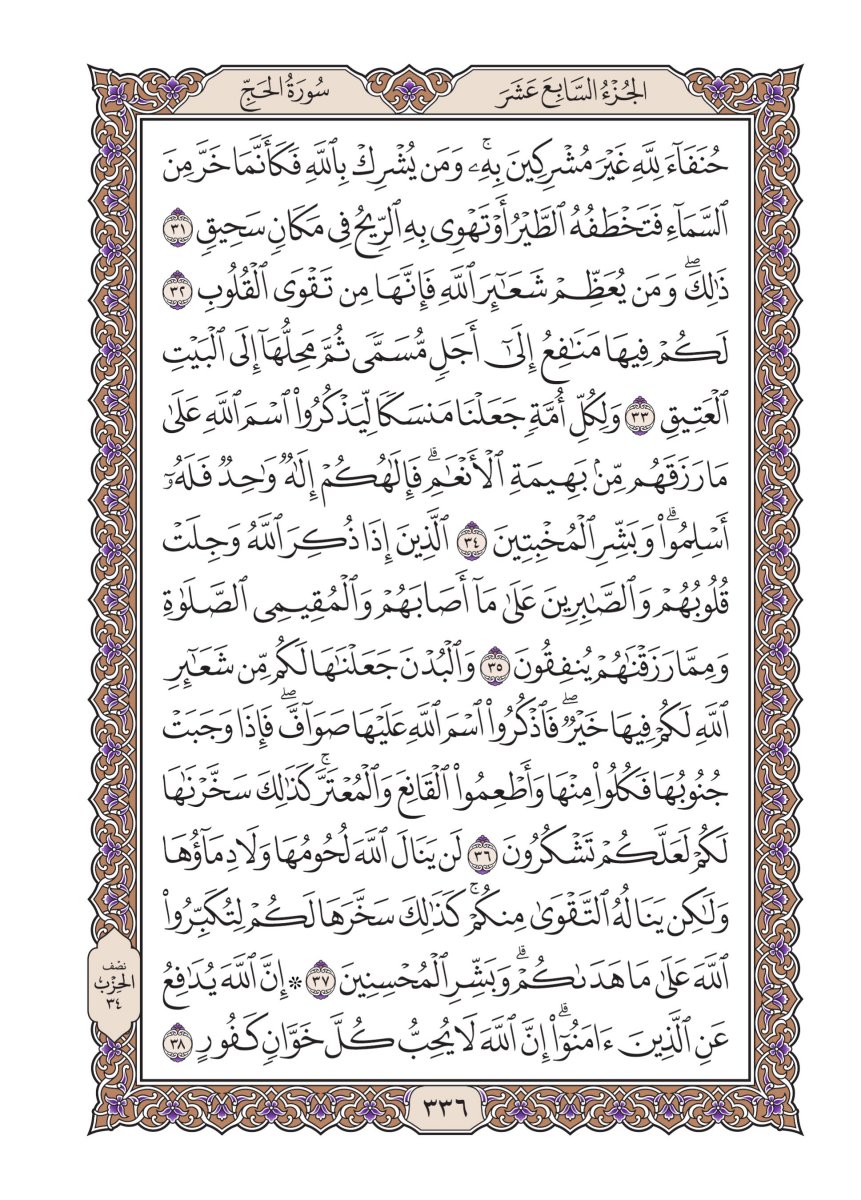 الجُزْءُ السَّابِعَ عَشَرَ
سُورَةُ الحَجِّ
حُنَفَآءَ لِلَّهِ غَيۡرَ مُشۡرِكِينَ بِهِۦۚ وَمَن يُشۡرِكۡ بِٱللَّهِ فَكَأَنَّمَا خَرَّ مِنَ
ٱلسَّمَآءِ فَتَخۡطَفُهُ ٱلطَّيۡرُ أَوۡ تَهۡوِي بِهِ ٱلرِّيحُ فِي مَكَانٖ سَحِيقٖ ٣١
ذَٰلِكَۖ وَمَن يُعَظِّمۡ شَعَٰٓئِرَ ٱللَّهِ فَإِنَّهَا مِن تَقۡوَى ٱلۡقُلُوبِ ٣٢
لَكُمۡ فِيهَا مَنَٰفِعُ إِلَىٰٓ أَجَلٖ مُّسَمّٗى ثُمَّ مَحِلُّهَآ إِلَى ٱلۡبَيۡتِ
ٱلۡعَتِيقِ ٣٣ وَلِكُلِّ أُمَّةٖ جَعَلۡنَا مَنسَكٗا لِّيَذۡكُرُواْ ٱسۡمَ ٱللَّهِ عَلَىٰ
مَا رَزَقَهُم مِّنۢ بَهِيمَةِ ٱلۡأَنۡعَٰمِۗ فَإِلَٰهُكُمۡ إِلَٰهٞ وَٰحِدٞ فَلَهُۥٓ
أَسۡلِمُواْۗ وَبَشِّرِ ٱلۡمُخۡبِتِينَ ٣٤ ٱلَّذِينَ إِذَا ذُكِرَ ٱللَّهُ وَجِلَتۡ
قُلُوبُهُمۡ وَٱلصَّٰبِرِينَ عَلَىٰ مَآ أَصَابَهُمۡ وَٱلۡمُقِيمِي ٱلصَّلَوٰةِ
وَمِمَّا رَزَقۡنَٰهُمۡ يُنفِقُونَ ٣٥ وَٱلۡبُدۡنَ جَعَلۡنَٰهَا لَكُم مِّن شَعَٰٓئِرِ
ٱللَّهِ لَكُمۡ فِيهَا خَيۡرٞۖ فَٱذۡكُرُواْ ٱسۡمَ ٱللَّهِ عَلَيۡهَا صَوَآفَّۖ فَإِذَا وَجَبَتۡ
جُنُوبُهَا فَكُلُواْ مِنۡهَا وَأَطۡعِمُواْ ٱلۡقَانِعَ وَٱلۡمُعۡتَرَّۚ كَذَٰلِكَ سَخَّرۡنَٰهَا
لَكُمۡ لَعَلَّكُمۡ تَشۡكُرُونَ ٣٦ لَن يَنَالَ ٱللَّهَ لُحُومُهَا وَلَا دِمَآؤُهَا
وَلَٰكِن يَنَالُهُ ٱلتَّقۡوَىٰ مِنكُمۡۚ كَذَٰلِكَ سَخَّرَهَا لَكُمۡ لِتُكَبِّرُواْ
ٱللَّهَ عَلَىٰ مَا هَدَىٰكُمۡۗ وَبَشِّرِ ٱلۡمُحۡسِنِينَ ٣٧ ۞ إِنَّ ٱللَّهَ يُدَٰفِعُ
عَنِ ٱلَّذِينَ ءَامَنُوٓاْۗ إِنَّ ٱللَّهَ لَا يُحِبُّ كُلَّ خَوَّانٖ كَفُورٍ ٣٨
نِصْف
الحِزْب
٣٤
٣٣٦